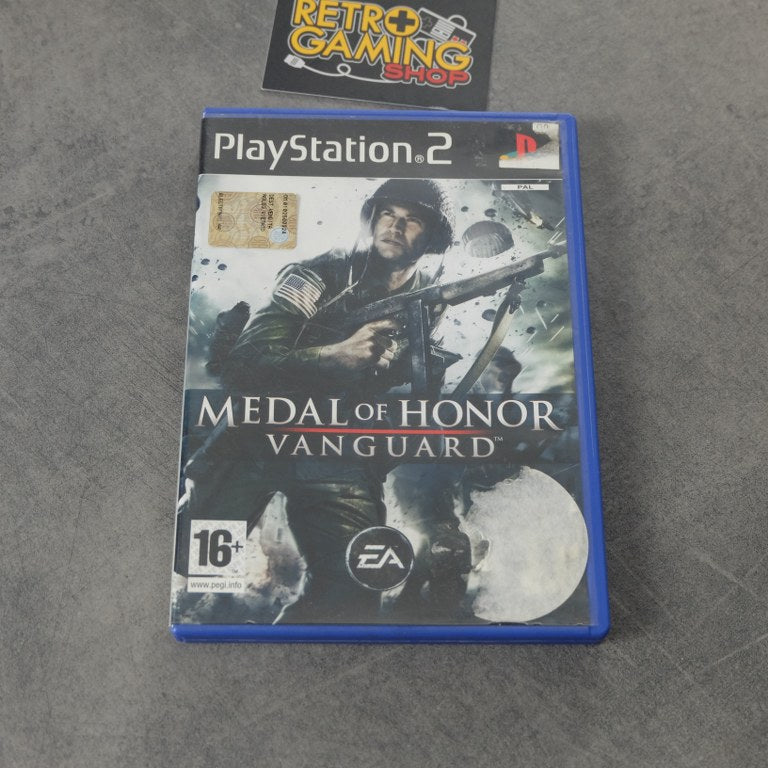 RETRO
GAMING
SHOP
PlayStation®2
PAL
MEDAL OF HONOR
VANGUARD™
16+
www.pegi.info
EA